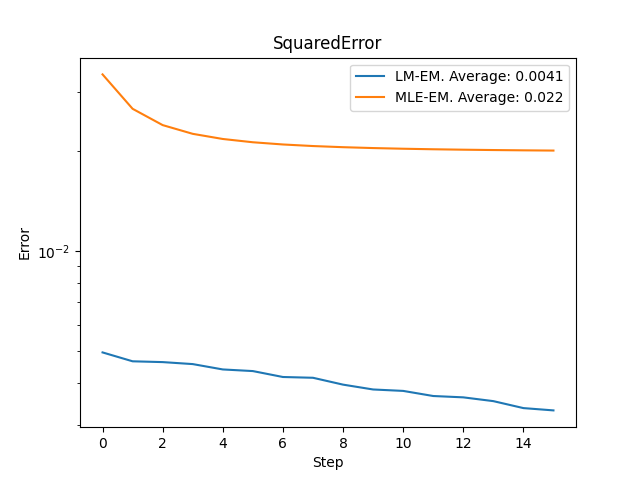 SquaredError
LM-EM. Average: 0.0041
MLE-EM. Average: 0.022
Error
10⁻²
0 2 4 6 8 10 12 14
Step